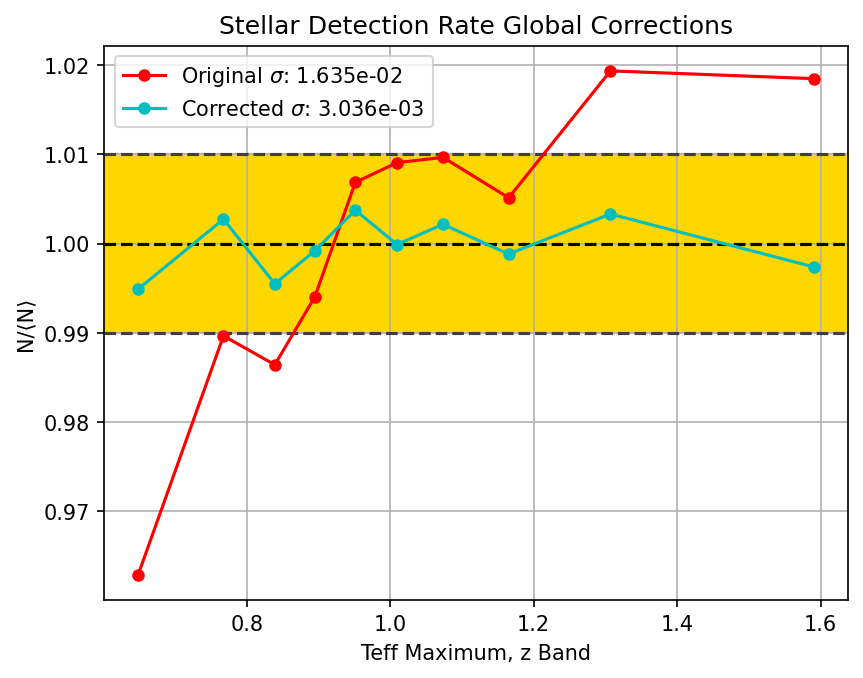 Stellar Detection Rate Global Corrections
Original σ: 1.635e-02
Corrected σ: 3.036e-03
1.02
1.01
1.00
0.99
0.98
0.97
N/⟨N⟩
0.8 1.0 1.2 1.4 1.6
Teff Maximum, z Band